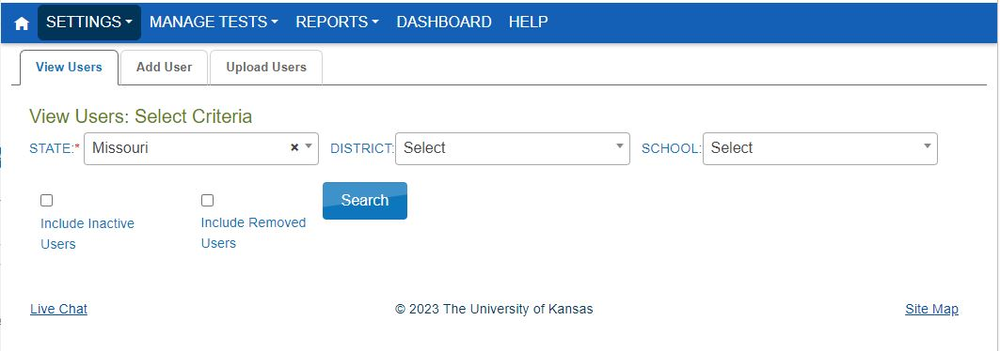 SETTINGS MANAGE TESTS REPORTS DASHBOARD HELP
View Users Add User Upload Users
View Users: Select Criteria
STATE:* Missouri × DISTRICT: Select SCHOOL: Select
Search
Include Inactive
Users
Include Removed
Users
Live Chat © 2023 The University of Kansas Site Map